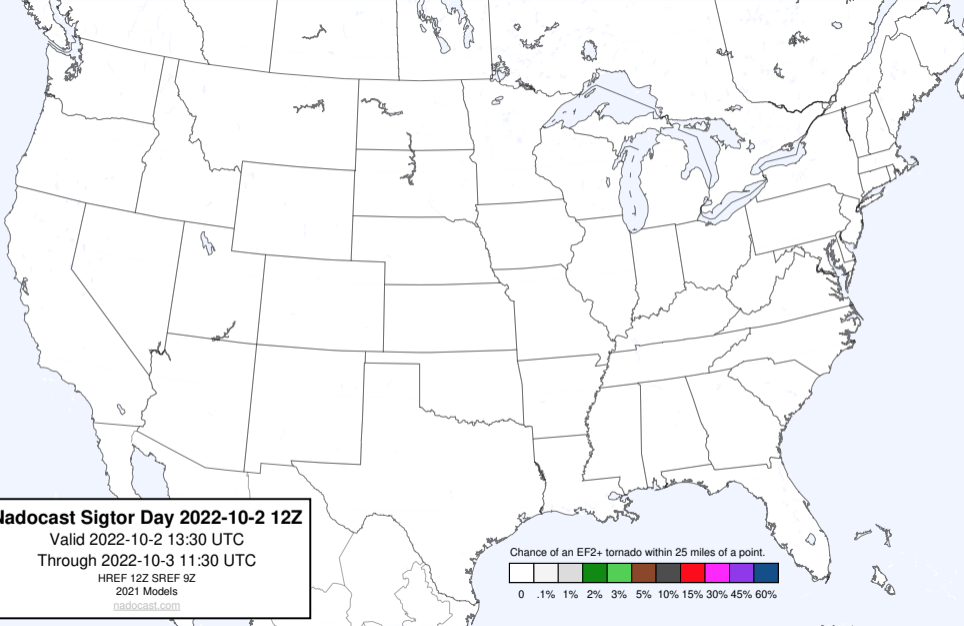 Nadocast Sigtor Day 2022-10-2 12Z
Valid 2022-10-2 13:30 UTC
Through 2022-10-3 11:30 UTC
HREF 12Z SREF 9Z
2021 Models
nadocast.com
Chance of an EF2+ tornado within 25 miles of a point.
0 .1% 1% 2% 3% 5% 10% 15% 30% 45% 60%